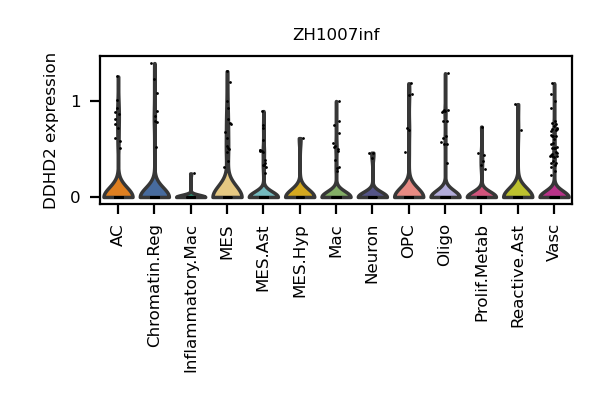 ZH1007inf
DDHD2 expression
1
0
AC
Chromatin.Reg
Inflammatory.Mac
MES
MES.Ast
MES.Hyp
Mac
Neuron
OPC
Oligo
Prolif.Metab
Reactive.Ast
Vasc